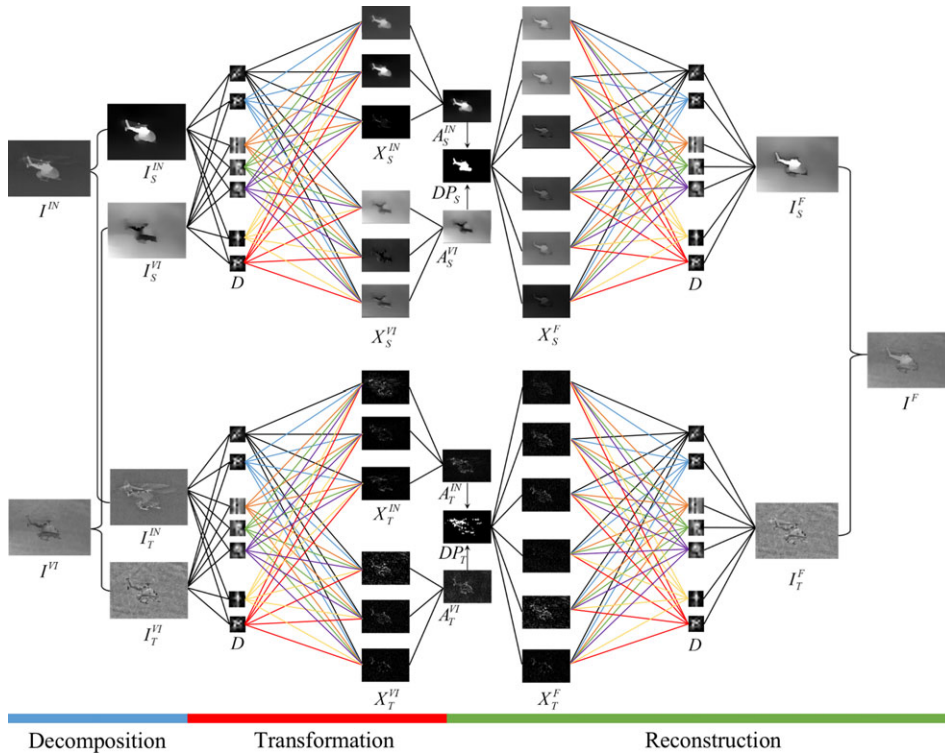 I^{IN}
I_S^{IN}
I_S^{VI}
D
X_S^{IN}
X_S^{VI}
A_S^{IN}
DP_S
A_S^{VI}
X_S^F
D
I_S^F
I^F
I^{VI}
I_T^{IN}
I_T^{VI}
D
X_T^{IN}
X_T^{VI}
A_T^{IN}
DP_T
A_T^{VI}
X_T^F
D
I_T^F
Decomposition
Transformation
Reconstruction